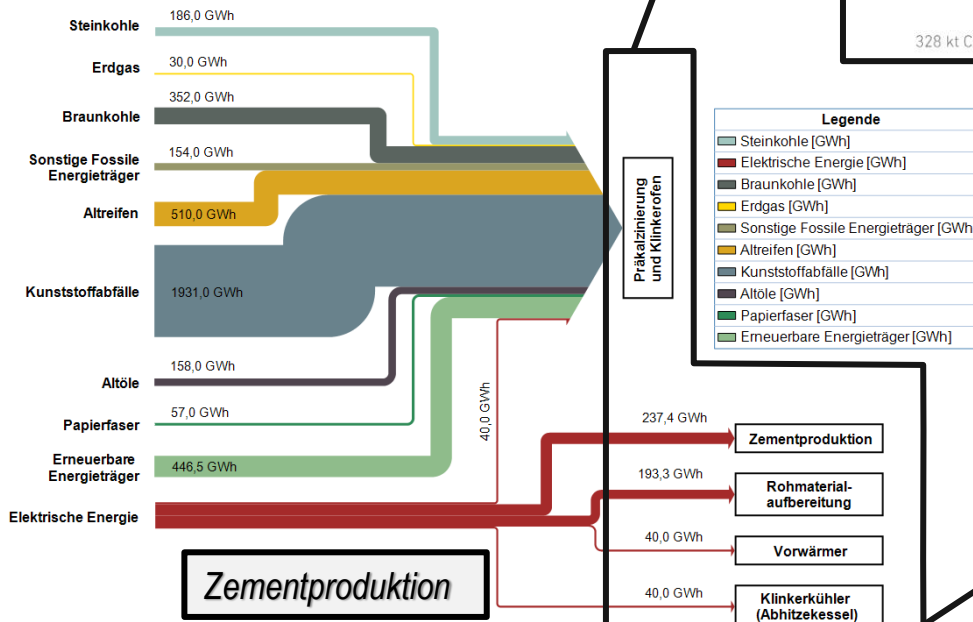 Steinkohle
186,0 GWh
Erdgas
30,0 GWh
Braunkohle
352,0 GWh
Sonstige Fossile
Energieträger
154,0 GWh
Altreifen
510,0 GWh
Kunststoffabfälle
1931,0 GWh
Altöle
158,0 GWh
Papierfaser
57,0 GWh
Erneuerbare
Energieträger
446,5 GWh
Elektrische Energie
40,0 GWh
Präkalzinierung
und Klinkerofen
328 kt C
Legende
Steinkohle [GWh]
Elektrische Energie [GWh]
Braunkohle [GWh]
Erdgas [GWh]
Sonstige Fossile Energieträger [GWh
Altreifen [GWh]
Kunststoffabfälle [GWh]
Altöle [GWh]
Papierfaser [GWh]
Erneuerbare Energieträger [GWh]
237,4 GWh
Zementproduktion
193,3 GWh
Rohmaterial-
aufbereitung
40,0 GWh
Vorwärmer
40,0 GWh
Klinkerkühler
(Abhitzekessel)
Zementproduktion